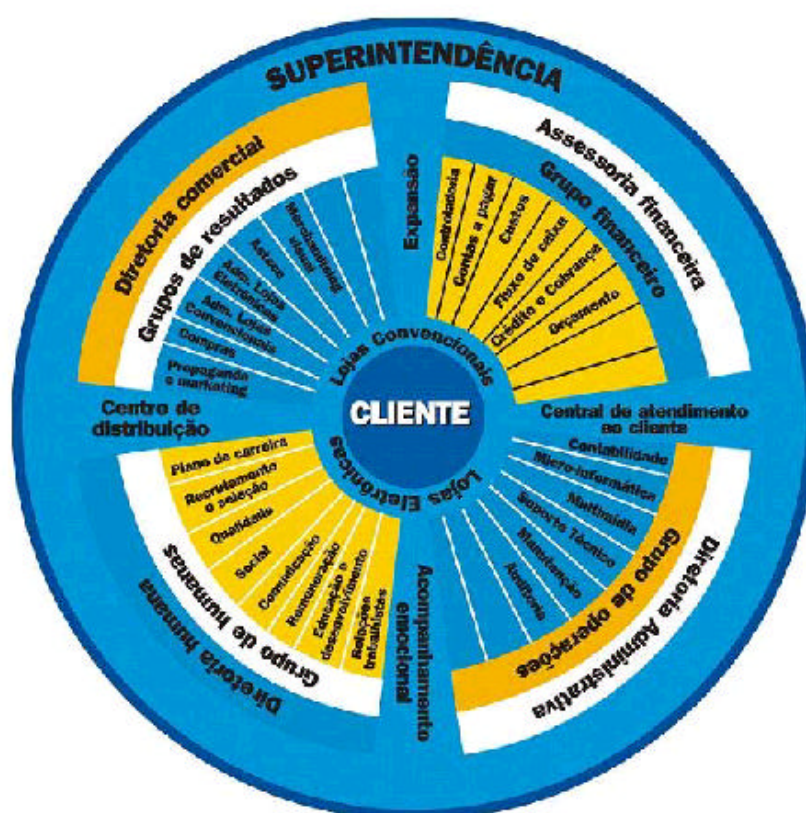 SUPERINTENDÊNCIA
Diretoria comercial
Grupos de resultados
Merchandising
visual
Adm. Lojas
Eletrônicas
Adm. Lojas
Convencionais
Compras
Propaganda
e marketing
Expansão
Assessoria financeira
Grupo financeiro
Controladoria
Contas a pagar
Custos
Fluxo de caixa
Crédito e Cobrança
Orçamento
Lojas Convencionais
CLIENTE
Lojas Eletrônicas
Centro de
distribuição
Central de atendimento
ao cliente
Plano de carreira
Recrutamento
e seleção
Qualidade
Social
Comunicação
Remuneração
Educação e
desenvolvimento
Relações
trabalhistas
Grupo de humanas
Diretoria humana
Acompanhamento
emocional
Contabilidade
Micro-informática
Multimídia
Suporte Técnico
Manutenção
Auditoria
Grupo de operações
Diretoria Administrativa